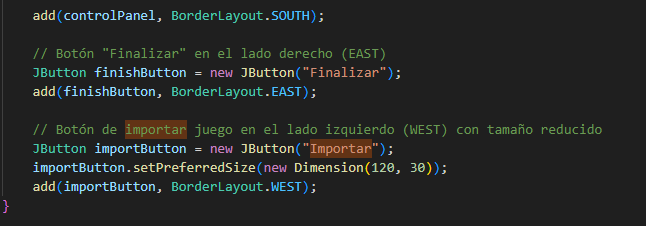 add(controlPanel, BorderLayout.SOUTH);
// Botón "Finalizar" en el lado derecho (EAST)
JButton finishButton = new JButton("Finalizar");
add(finishButton, BorderLayout.EAST);
// Botón de importar juego en el lado izquierdo (WEST) con tamaño reducido
JButton importButton = new JButton("Importar");
importButton.setPreferredSize(new Dimension(120, 30));
add(importButton, BorderLayout.WEST);
}